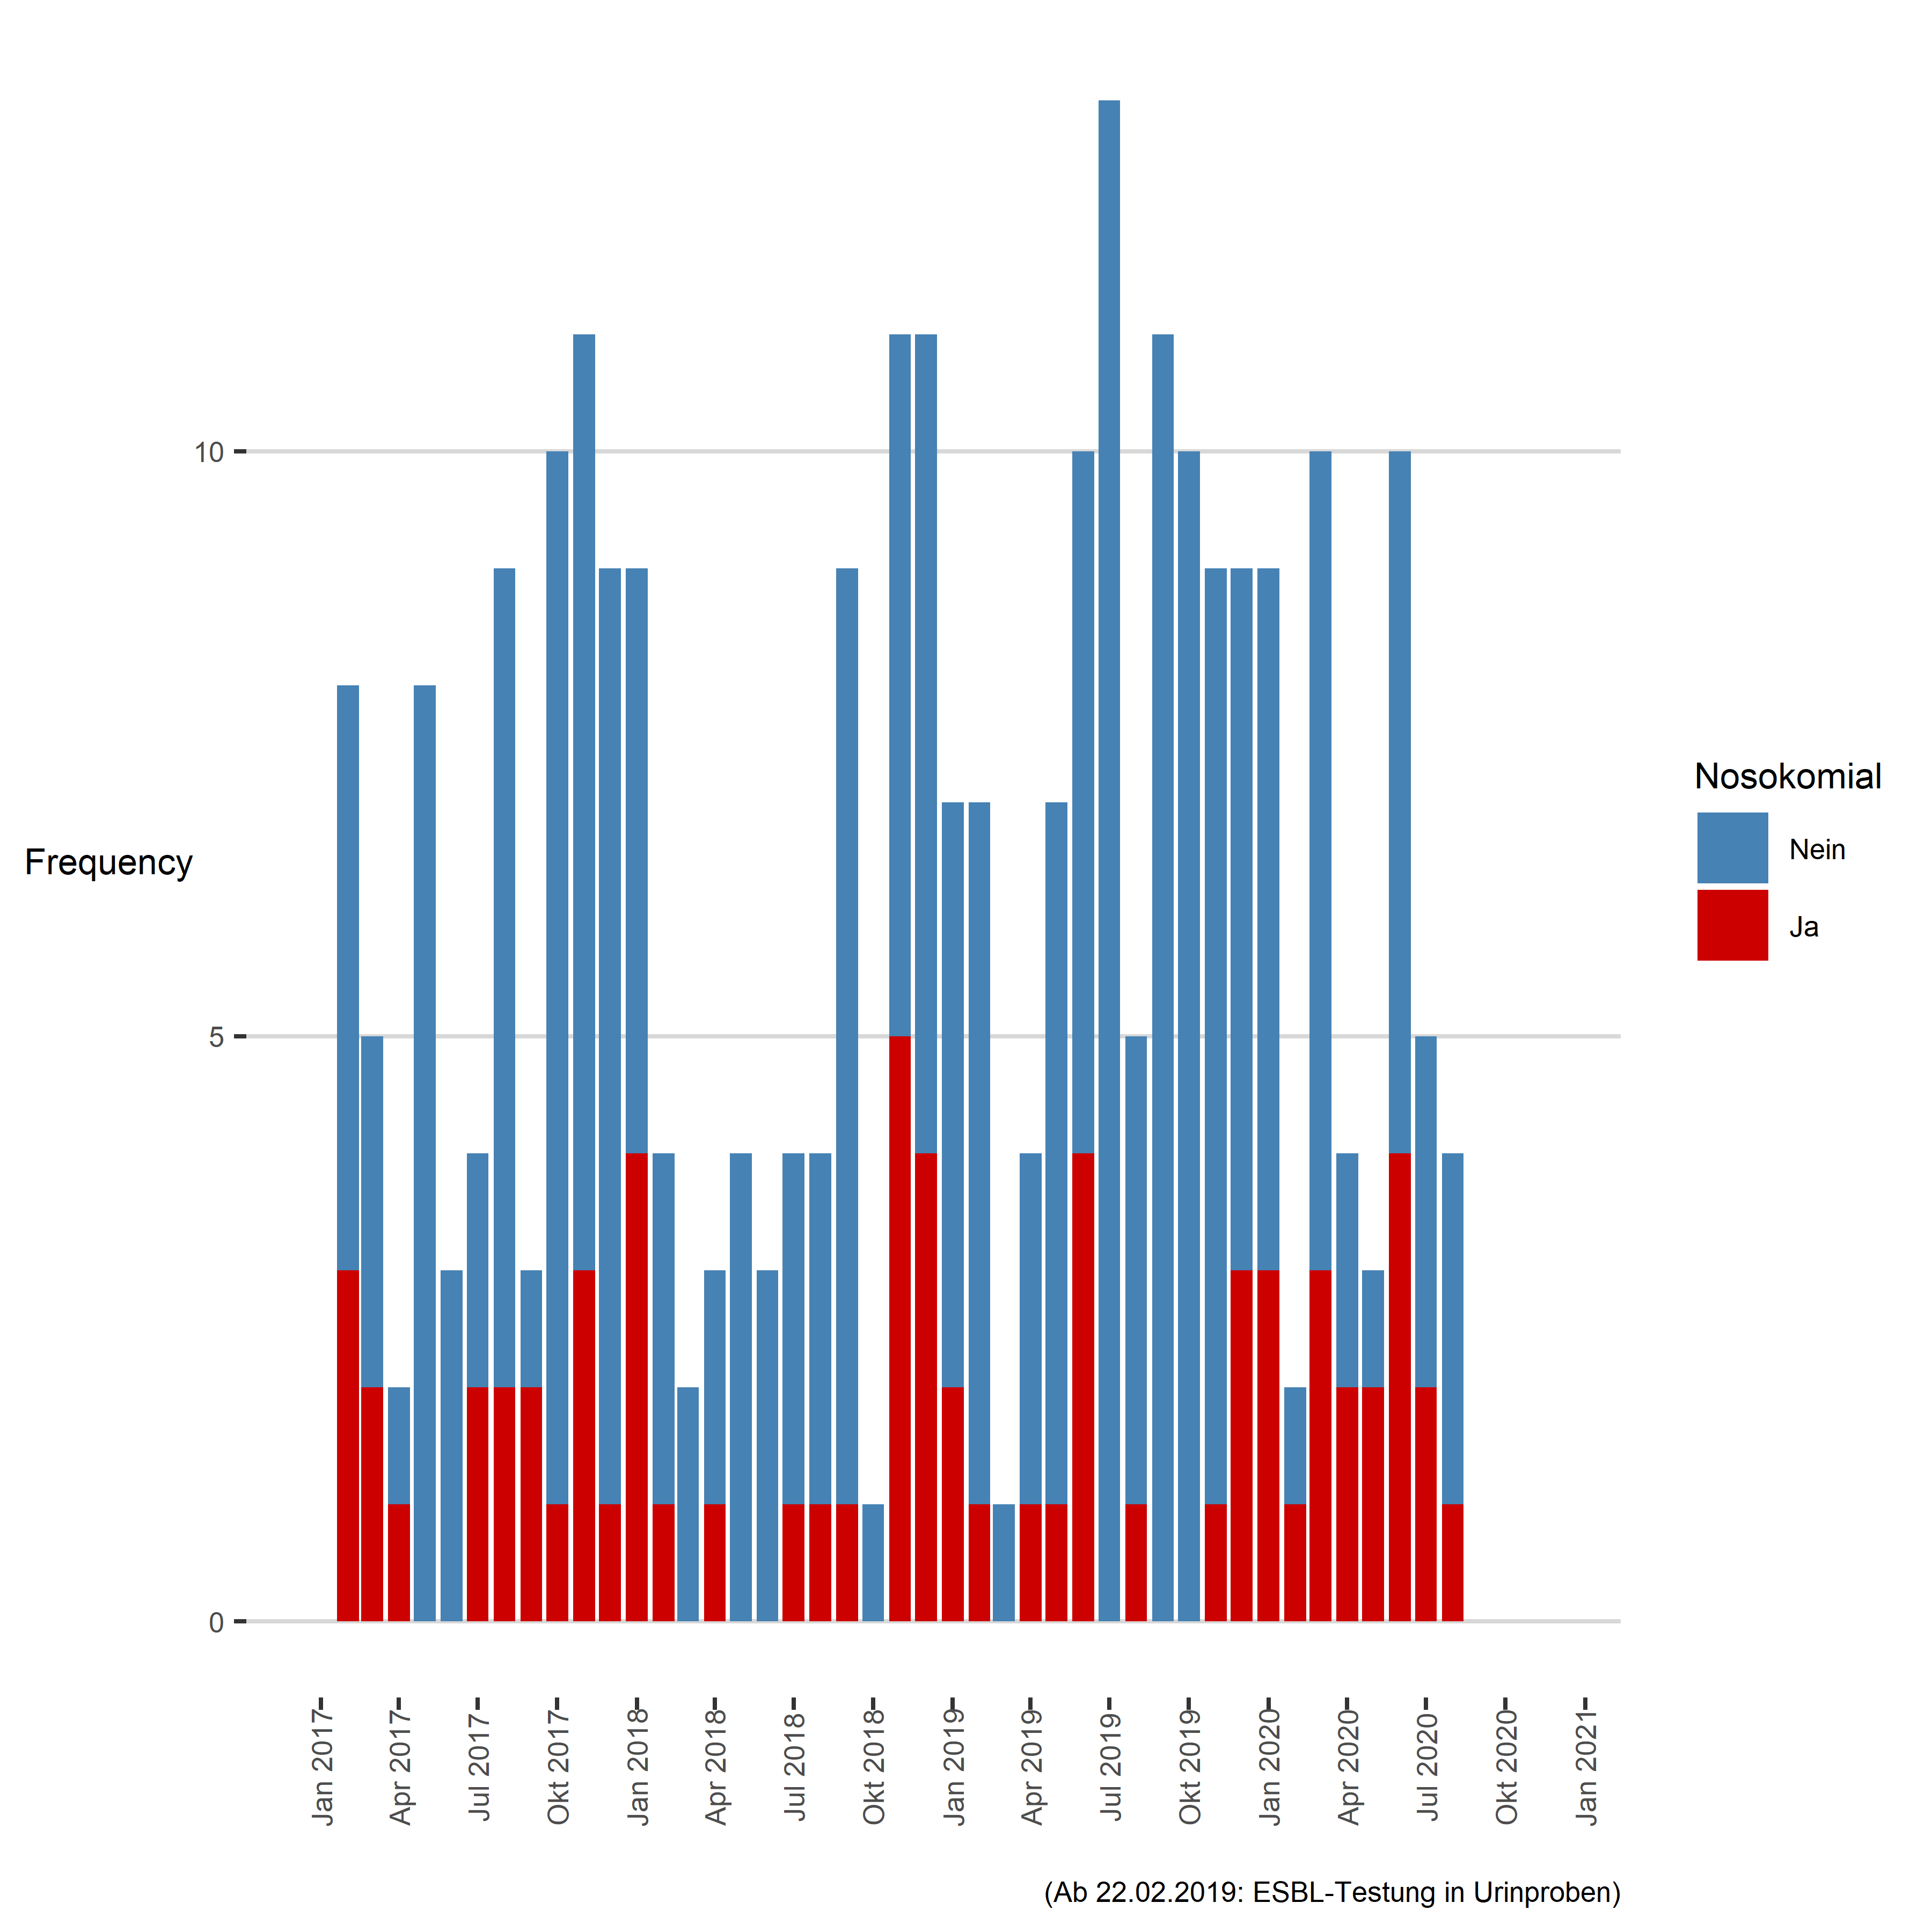 10
5
0
Frequency
Jan 2017
Apr 2017
Jul 2017
Okt 2017
Jan 2018
Apr 2018
Jul 2018
Okt 2018
Jan 2019
Apr 2019
Jul 2019
Okt 2019
Jan 2020
Apr 2020
Jul 2020
Okt 2020
Jan 2021
Nosokomial
Nein
Ja
(Ab 22.02.2019: ESBL-Testung in Urinproben)